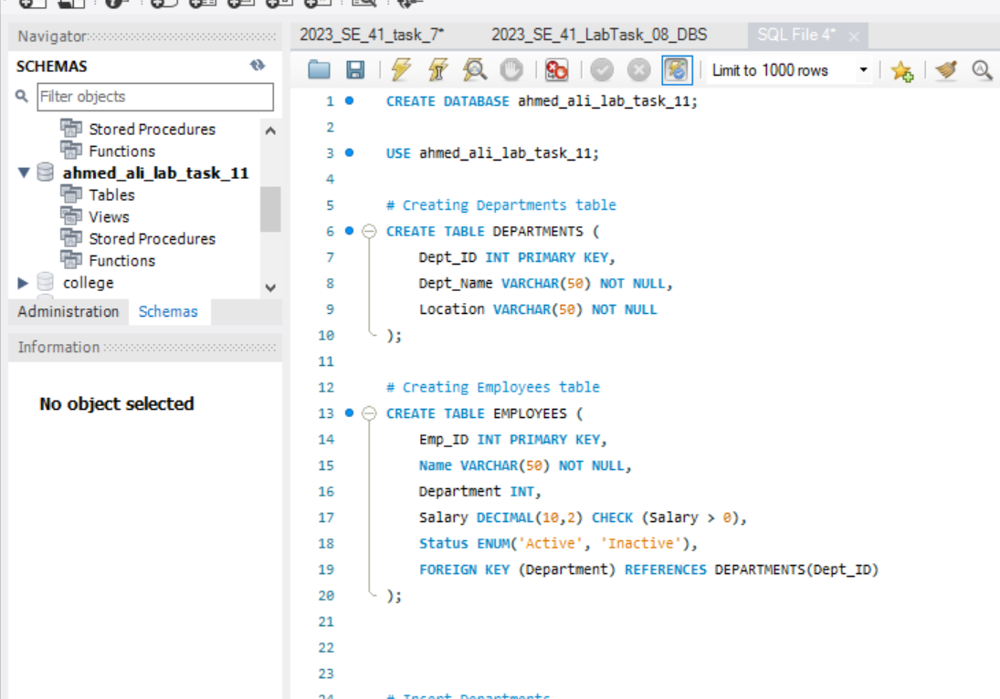 Navigator
SCHEMAS
Filter objects
Stored Procedures
Functions
ahmed_ali_lab_task_11
Tables
Views
Stored Procedures
Functions
college
Administration Schemas
Information
No object selected
2023_SE_41_task_7* 2023_SE_41_LabTask_08_DBS SQL File 4*
Limit to 1000 rows
1 CREATE DATABASE ahmed_ali_lab_task_11;
2
3 USE ahmed_ali_lab_task_11;
4
5 # Creating Departments table
6 CREATE TABLE DEPARTMENTS (
7 Dept_ID INT PRIMARY KEY,
8 Dept_Name VARCHAR(50) NOT NULL,
9 Location VARCHAR(50) NOT NULL
10 );
11
12 # Creating Employees table
13 CREATE TABLE EMPLOYEES (
14 Emp_ID INT PRIMARY KEY,
15 Name VARCHAR(50) NOT NULL,
16 Department INT,
17 Salary DECIMAL(10,2) CHECK (Salary > 0),
18 Status ENUM('Active', 'Inactive'),
19 FOREIGN KEY (Department) REFERENCES DEPARTMENTS(Dept_ID)
20 );
21
22
23
24 # Insert Departments